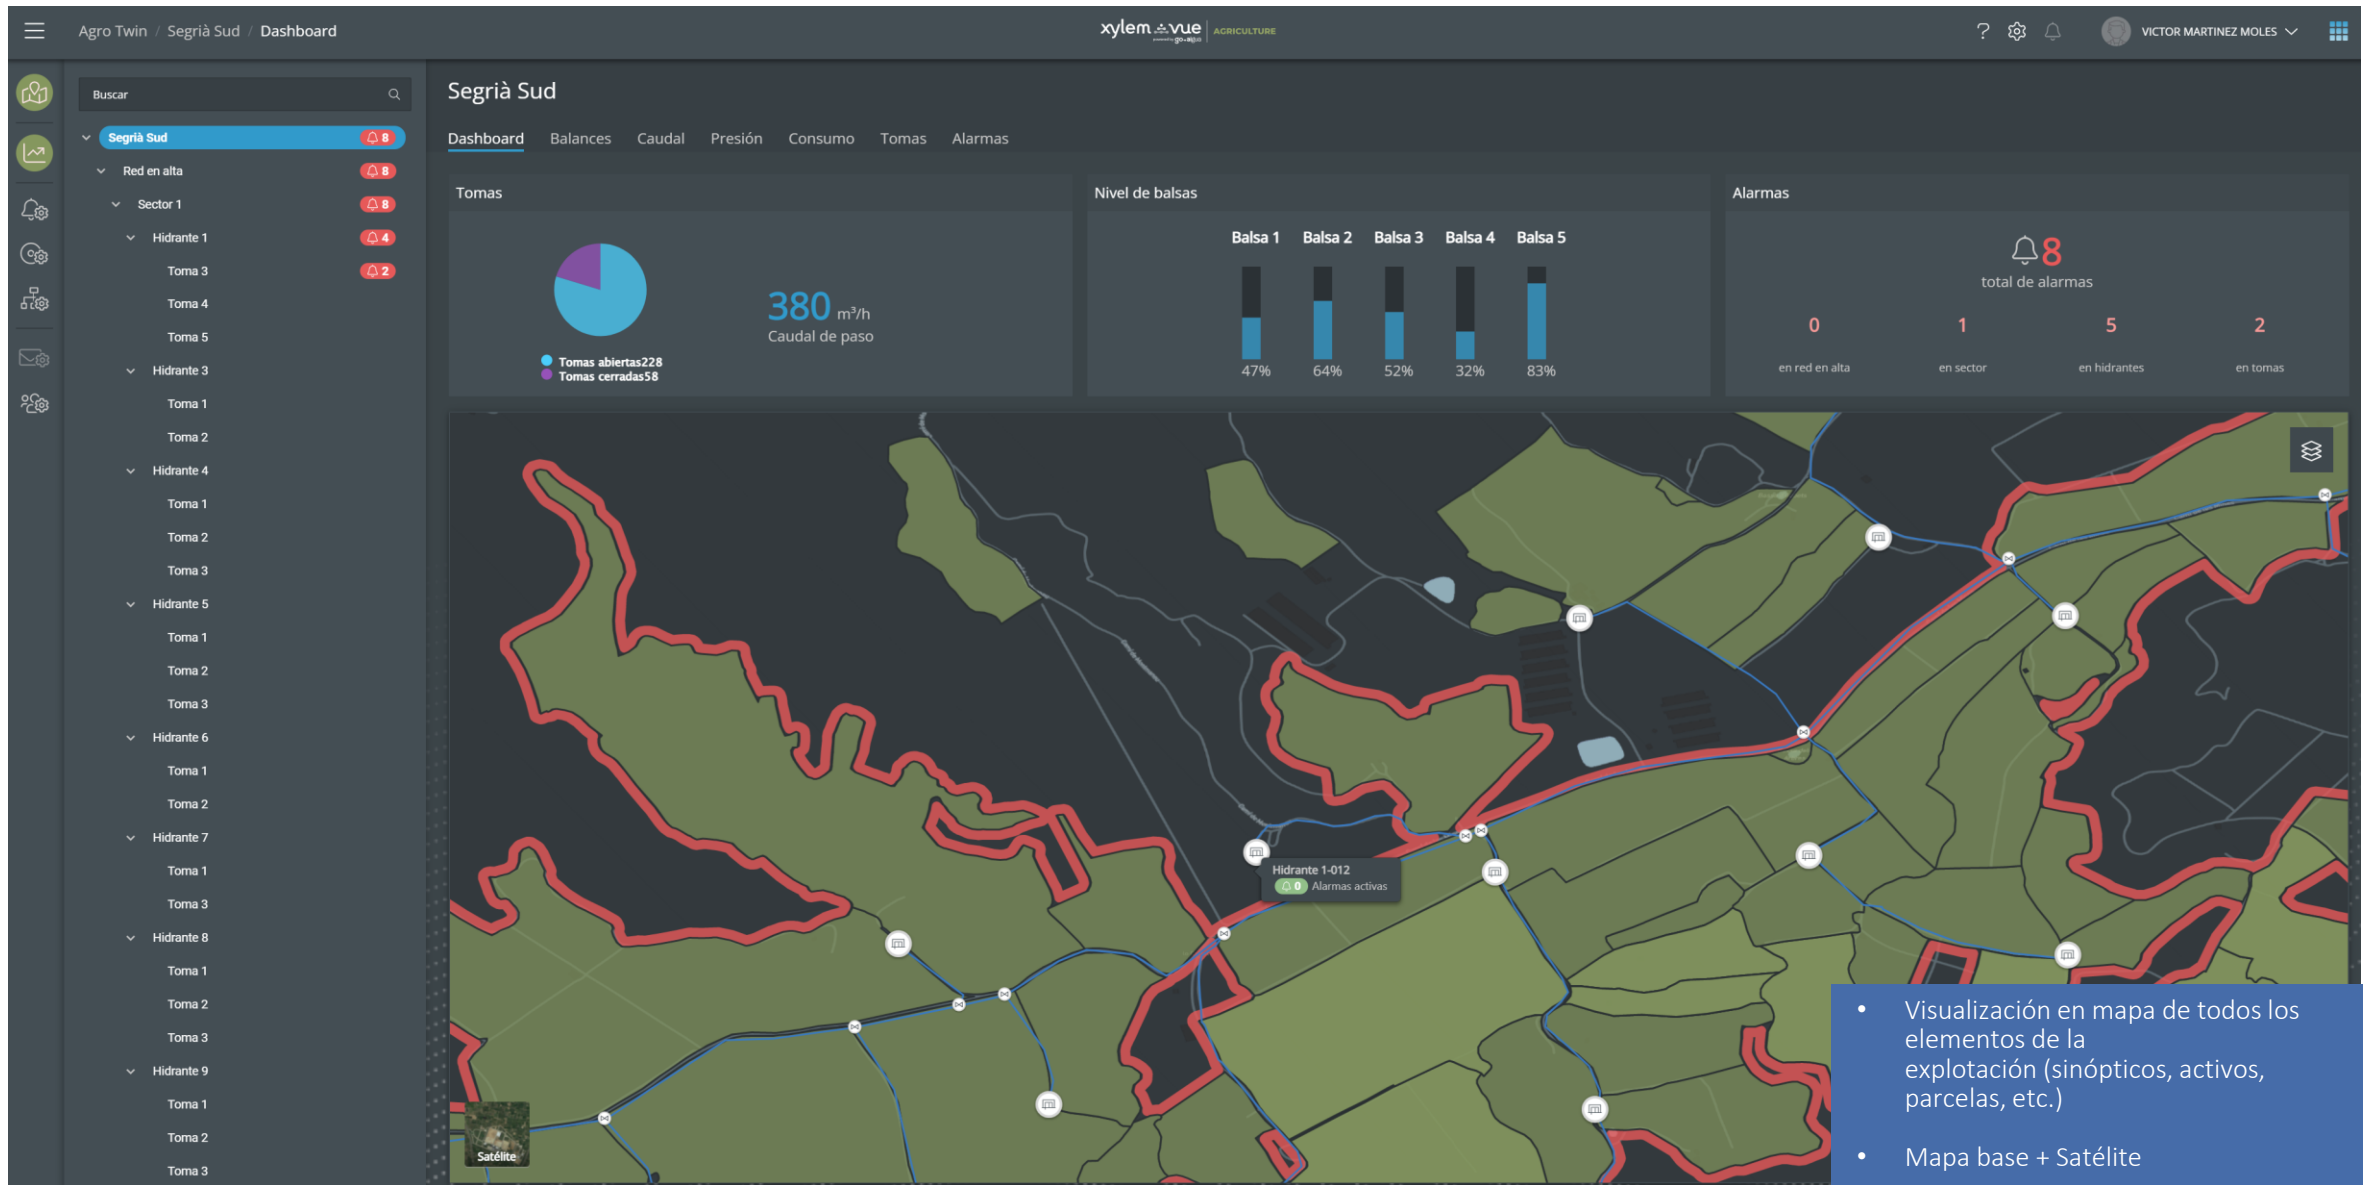 Agro Twin / Segrià Sud / Dashboard
xylem vue AGRICULTURE
? VICTOR MARTINEZ MOLES
Buscar
Segrià Sud 8
Red en alta 8
Sector 1 8
Hidrante 1 4
Toma 3 2
Toma 4
Toma 5
Hidrante 3
Toma 1
Toma 2
Hidrante 4
Toma 1
Toma 2
Toma 3
Hidrante 5
Toma 1
Toma 2
Toma 3
Hidrante 6
Toma 1
Toma 2
Hidrante 7
Toma 1
Toma 3
Hidrante 8
Toma 1
Toma 2
Toma 3
Hidrante 9
Toma 1
Toma 2
Toma 3
Segrià Sud
Dashboard Balances Caudal Presión Consumo Tomas Alarmas
Tomas
380 m³/h
Caudal de paso
Tomas abiertas228
Tomas cerradas58
Nivel de balsas
Balsa 1 Balsa 2 Balsa 3 Balsa 4 Balsa 5
47% 64% 52% 32% 83%
Alarmas
8
total de alarmas
0 1 5 2
en red en alta en sector en hidrantes en tomas
Hidrante 1-012
0 Alarmas activas
Satélite
• Visualización en mapa de todos los
elementos de la
explotación (sinópticos, activos,
parcelas, etc.)
• Mapa base + Satélite